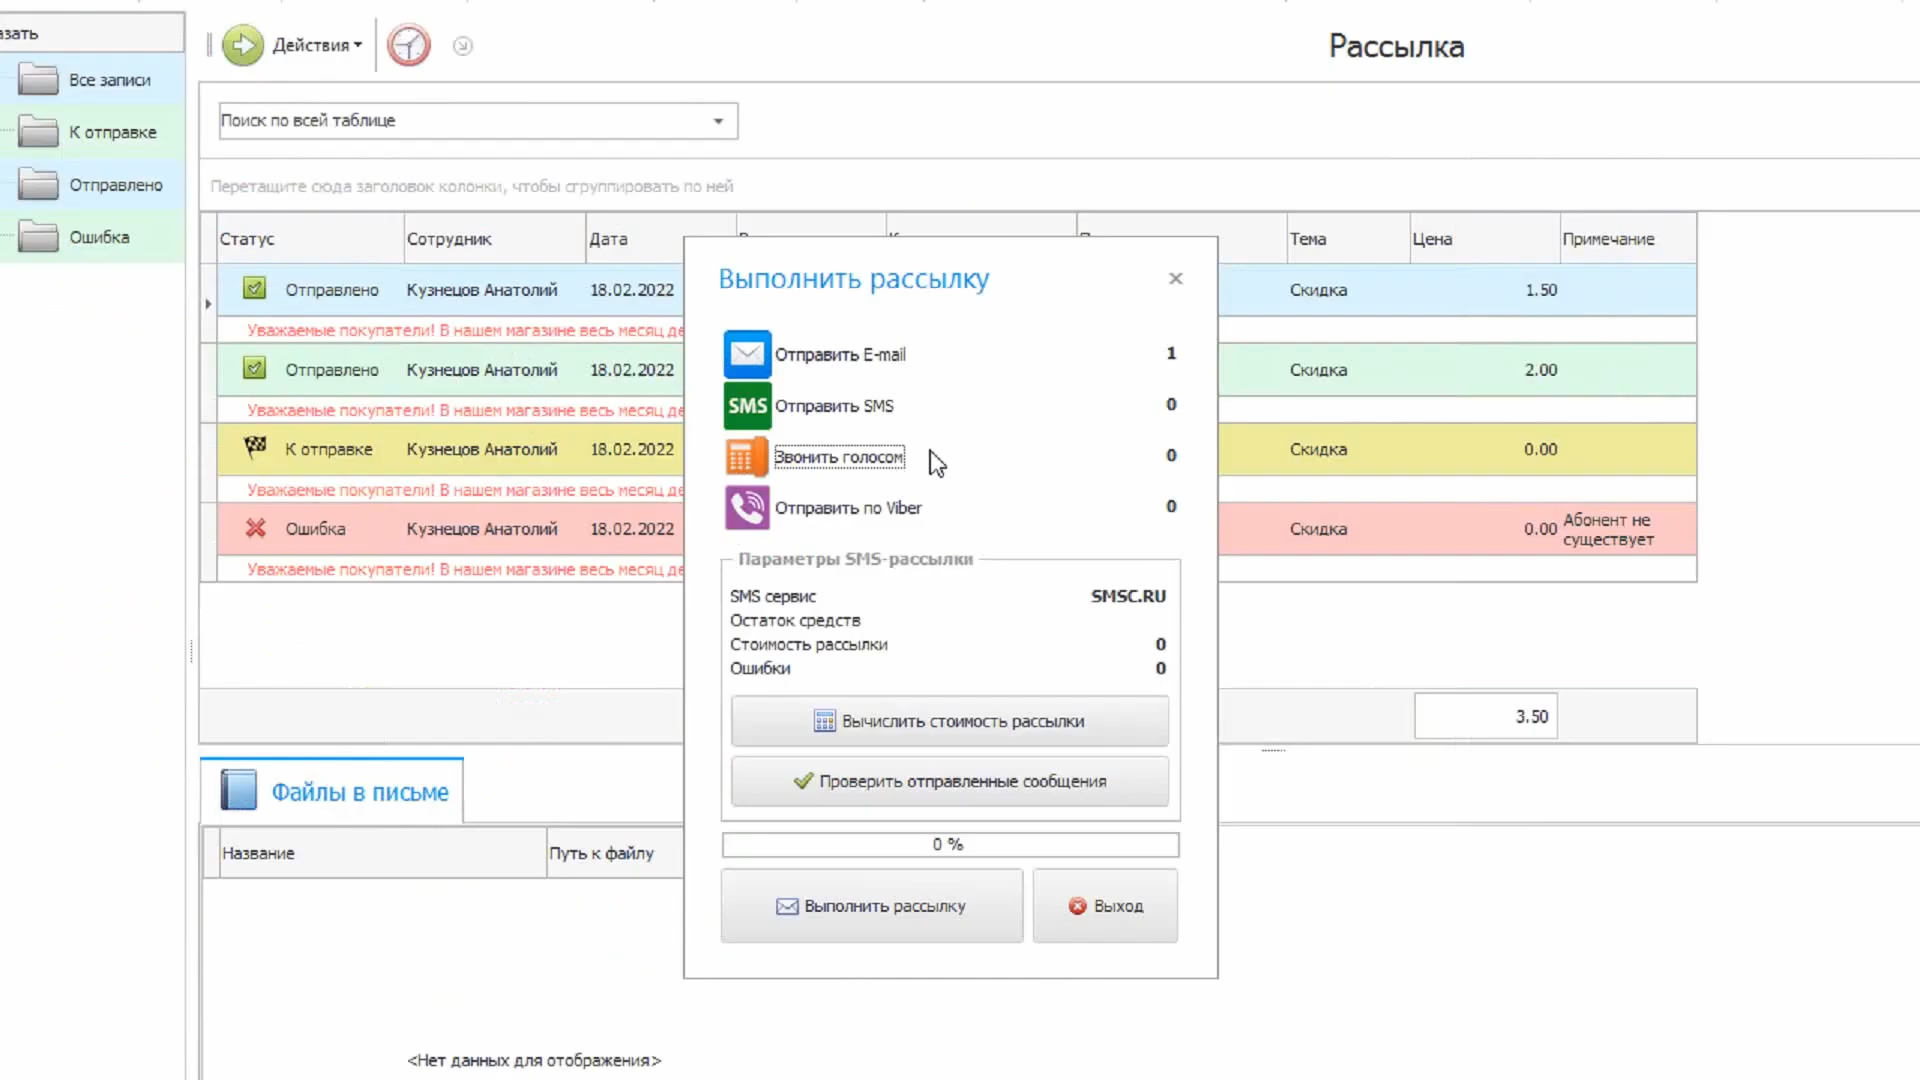 Действия
Рассылка
Все записи
Поиск по всей таблице
К отправке
Отправлено
Перетащите сюда заголовок колонки, чтобы сгруппировать по ней
Ошибка
Статус Сотрудник Дата Тема Цена Примечание
Отправлено Кузнецов Анатолий 18.02.2022 Скидка 1.50
Уважаемые покупатели! В нашем магазине весь месяц
Отправлено Кузнецов Анатолий 18.02.2022 Скидка 2.00
Уважаемые покупатели! В нашем магазине весь месяц
К отправке Кузнецов Анатолий 18.02.2022 Скидка 0.00
Уважаемые покупатели! В нашем магазине весь месяц
Ошибка Кузнецов Анатолий 18.02.2022 Скидка 0.00 Абонент не
существует
Уважаемые покупатели! В нашем магазине весь месяц
3.50
Выполнить рассылку
Отправить E-mail 1
SMS Отправить SMS 0
Звонить голосом 0
Отправить по Viber 0
Параметры SMS-рассылки
SMS сервис SMSC.RU
Остаток средств
Стоимость рассылки 0
Ошибки 0
Вычислить стоимость рассылки
Проверить отправленные сообщения
0 %
Выполнить рассылку Выход
Файлы в письме
Название Путь к файлу
<Нет данных для отображения>